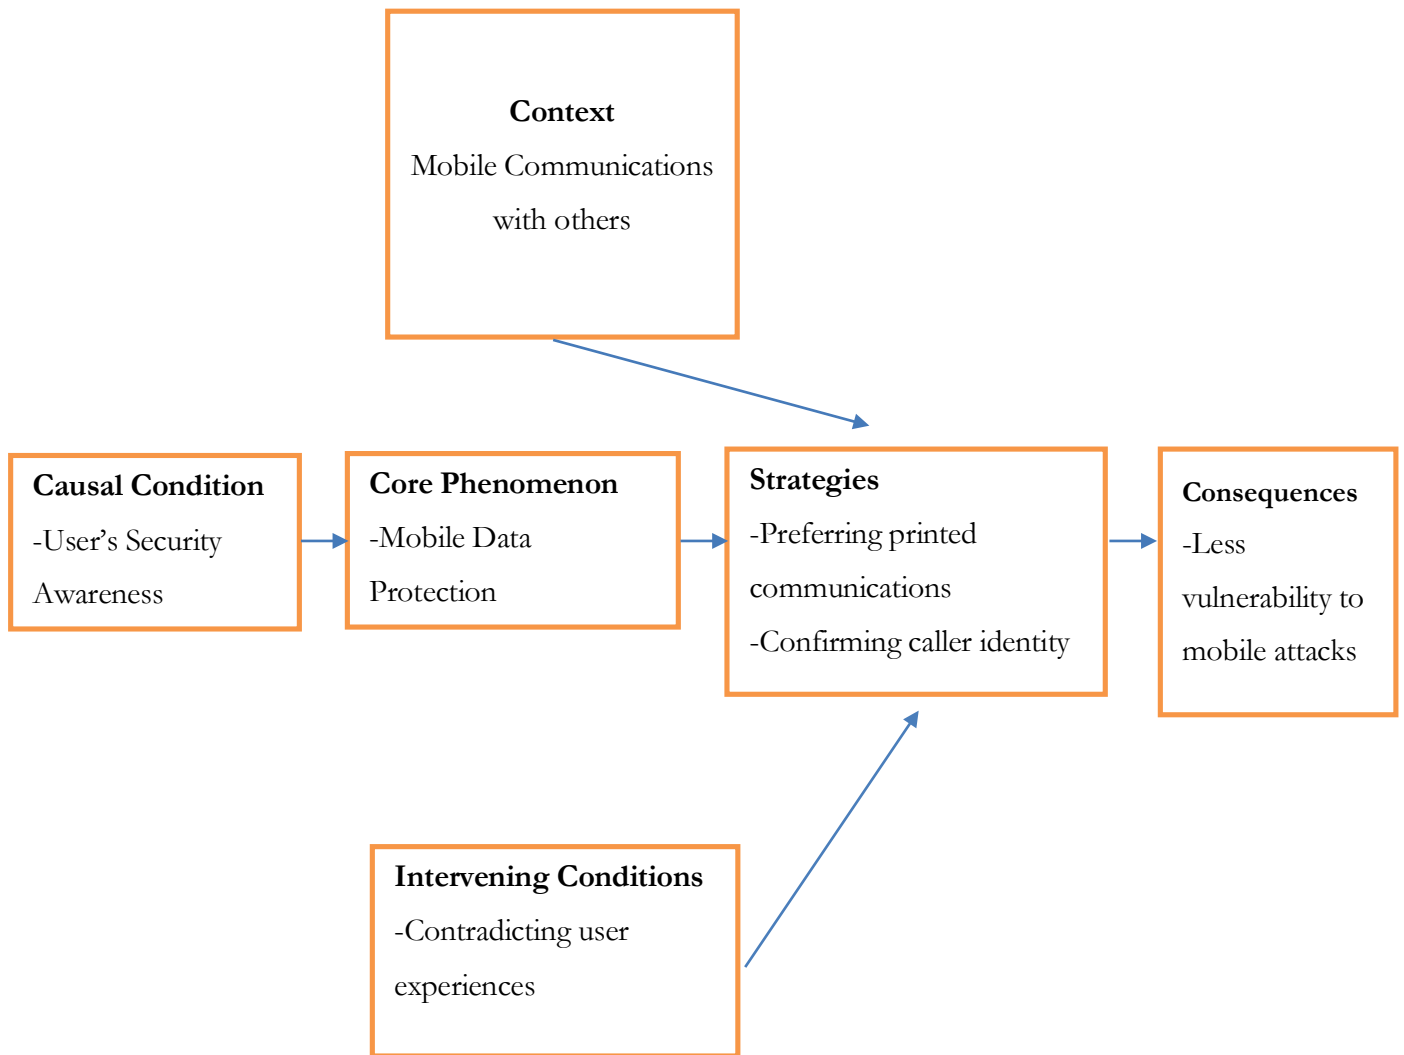 Context
Mobile Communications
with others
Causal Condition
-User’s Security
Awareness
Core Phenomenon
-Mobile Data
Protection
Strategies
-Preferring printed
communications
-Confirming caller identity
Consequences
-Less
vulnerability to
mobile attacks
Intervening Conditions
-Contradicting user
experiences